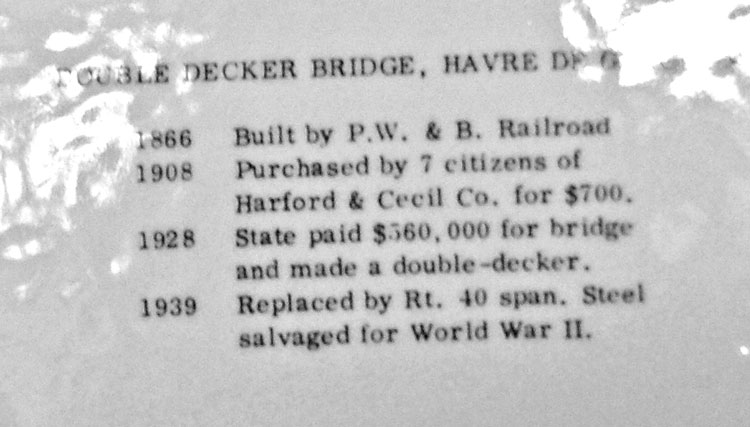 DOUBLE DECKER BRIDGE, HAVRE DE G
1866 Built by P.W. & B. Railroad
1908 Purchased by 7 citizens of
Harford & Cecil Co. for $700.
1928 State paid $560,000 for bridge
and made a double-decker.
1939 Replaced by Rt. 40 span. Steel
salvaged for World War II.